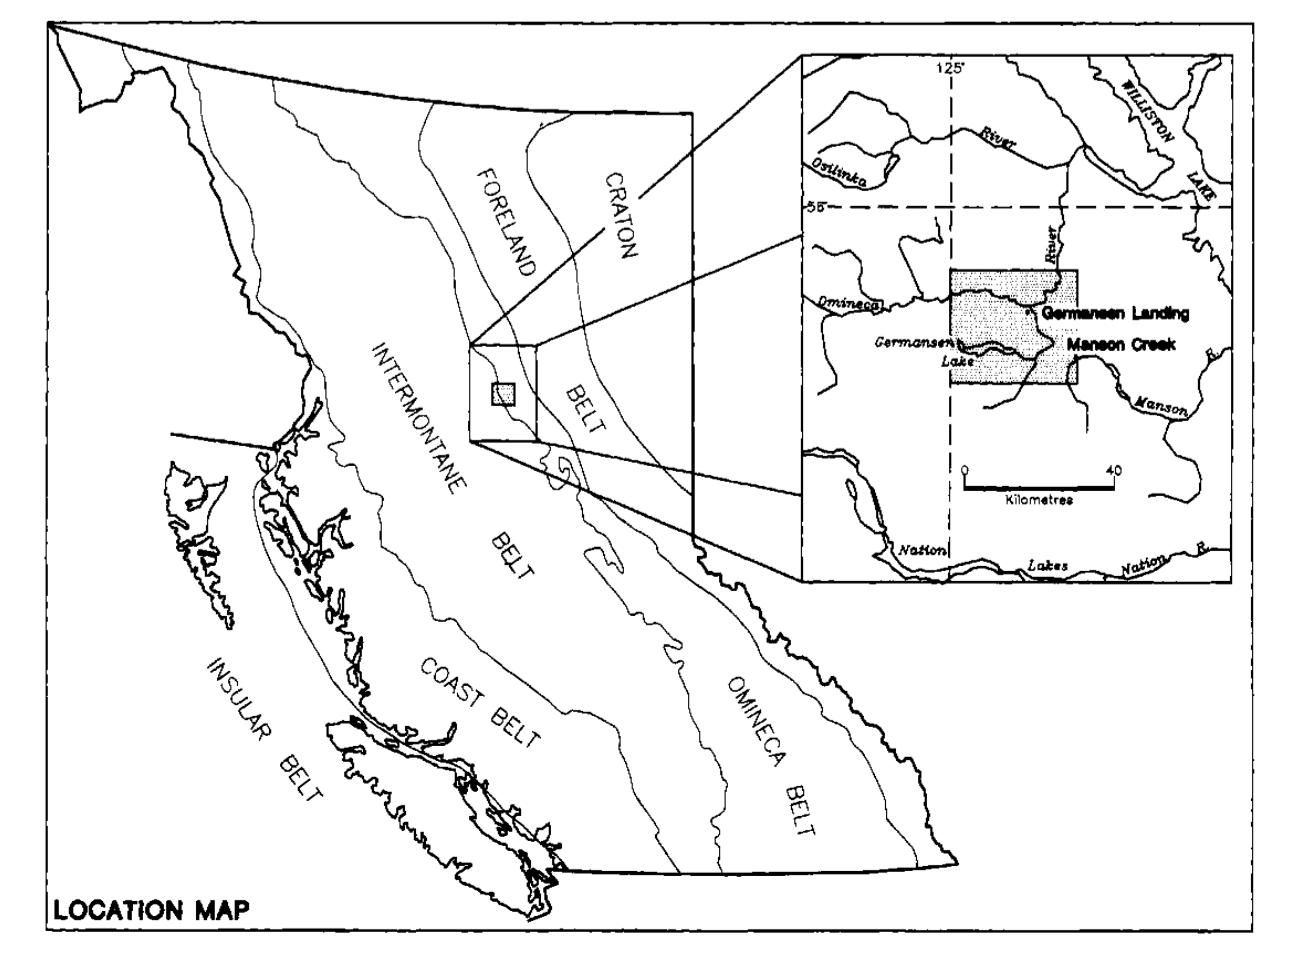 125°
WILLISTON
LAKE
River
Osilinka
56
River
Omineca
Germansen Landing
Germansen
Lake
Manson Creek
R.
Manson
0 40
Kilometres
Nation
Lakes
Nation R.
FORELAND
BELT
CRATON
INTERMONTANE
BELT
COAST BELT
OMINECA BELT
INSULAR BELT
LOCATION MAP